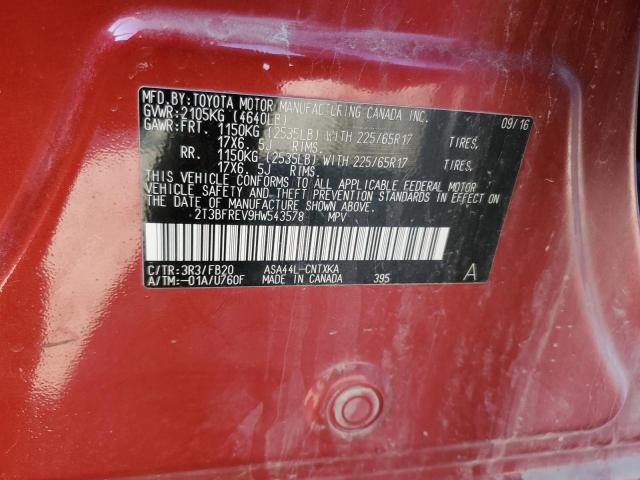 MFD.BY:TOYOTA MOTOR MANUFACTURING CANADA INC.
GVWR:2105KG (4640LB) 09/16
GAWR:FRT. 1150KG (2535LB) WITH 225/65R17 TIRES,
17X6. 5J RIMS,
RR. 1150KG (2535LB) WITH 225/65R17 TIRES,
17X6. 5J RIMS,
THIS VEHICLE CONFORMS TO ALL APPLICABLE FEDERAL MOTOR
VEHICLE SAFETY AND THEFT PREVENTION STANDARDS IN EFFECT ON
THE DATE OF MANUFACTURE SHOWN ABOVE.
2T3BFREV9HW543578 MPV
C/TR:3R3/FB20 ASA44L-CNTXKA
A/TM:-01A/U760F MADE IN CANADA 395 A